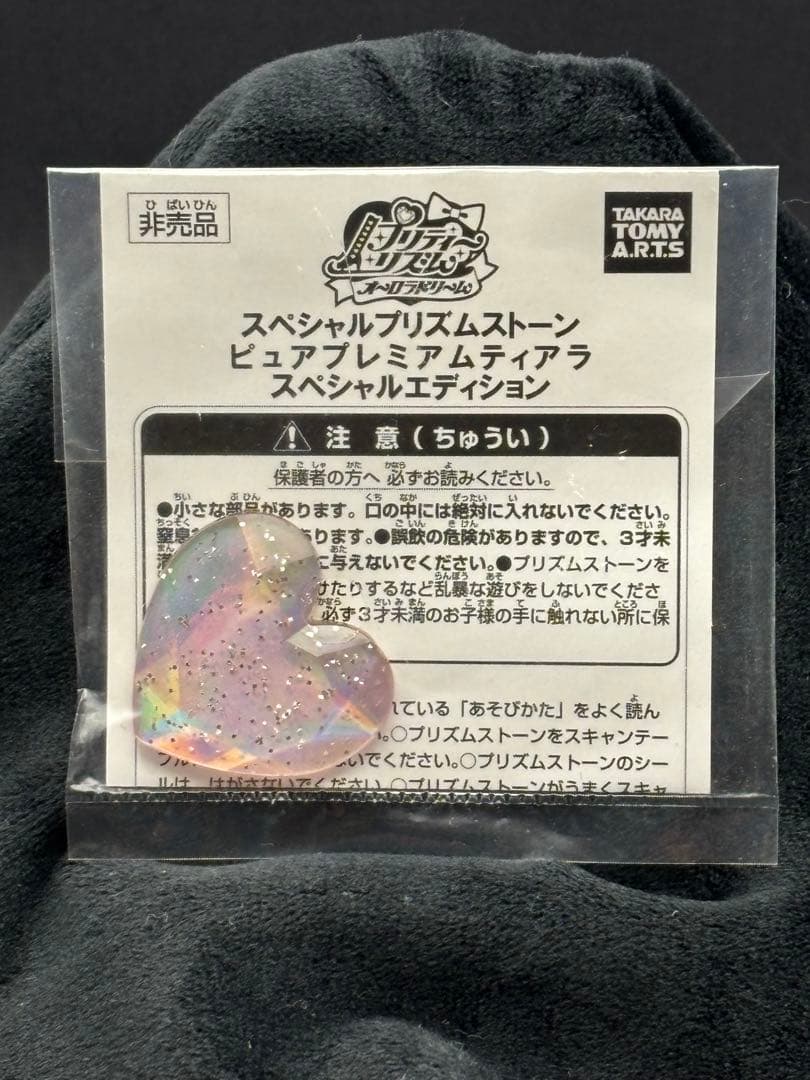 非売品
ひばいひん
プリティーリズム
オーロラドリーム
TAKARA
TOMY
A.R.T.S
スペシャルプリズムストーン
ピュアプレミアムティアラ
スペシャルエディション
注 意（ちゅうい）
保護者の方へ 必ずお読みください。
●小さな部品があります。口の中には絶対に入れないでください。
窒息 ります。●誤飲の危険がありますので、3才未
満 に与えないでください。●プリズムストーンを
けたりするなど乱暴な遊びをしないでくださ
必ず3才未満のお子様の手に触れない所に保
れている「あそびかた」をよく読ん
。○プリズムストーンをスキャンテー
ブル ないでください。○プリズムストーンのシー
ルは、はがさないでください。○プリズムストーンがうまくスキャ